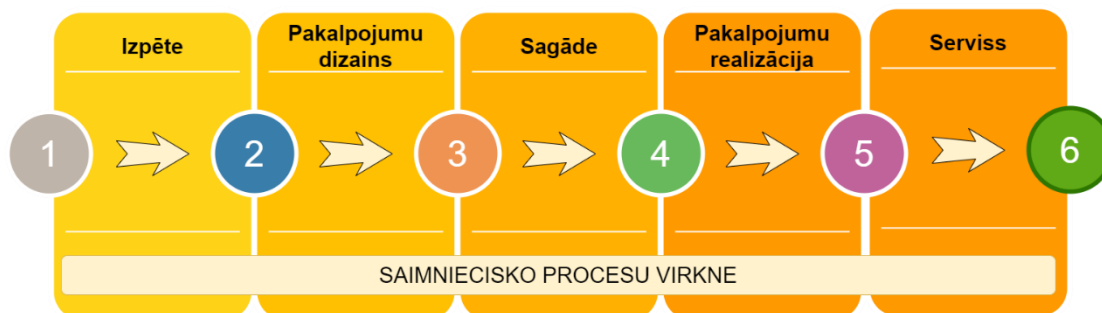 Izpēte
Pakalpojumu
dizains
Sagāde
Pakalpojumu
realizācija
Serviss
1
2
3
4
5
6
SAIMNIECISKO PROCESU VIRKNE